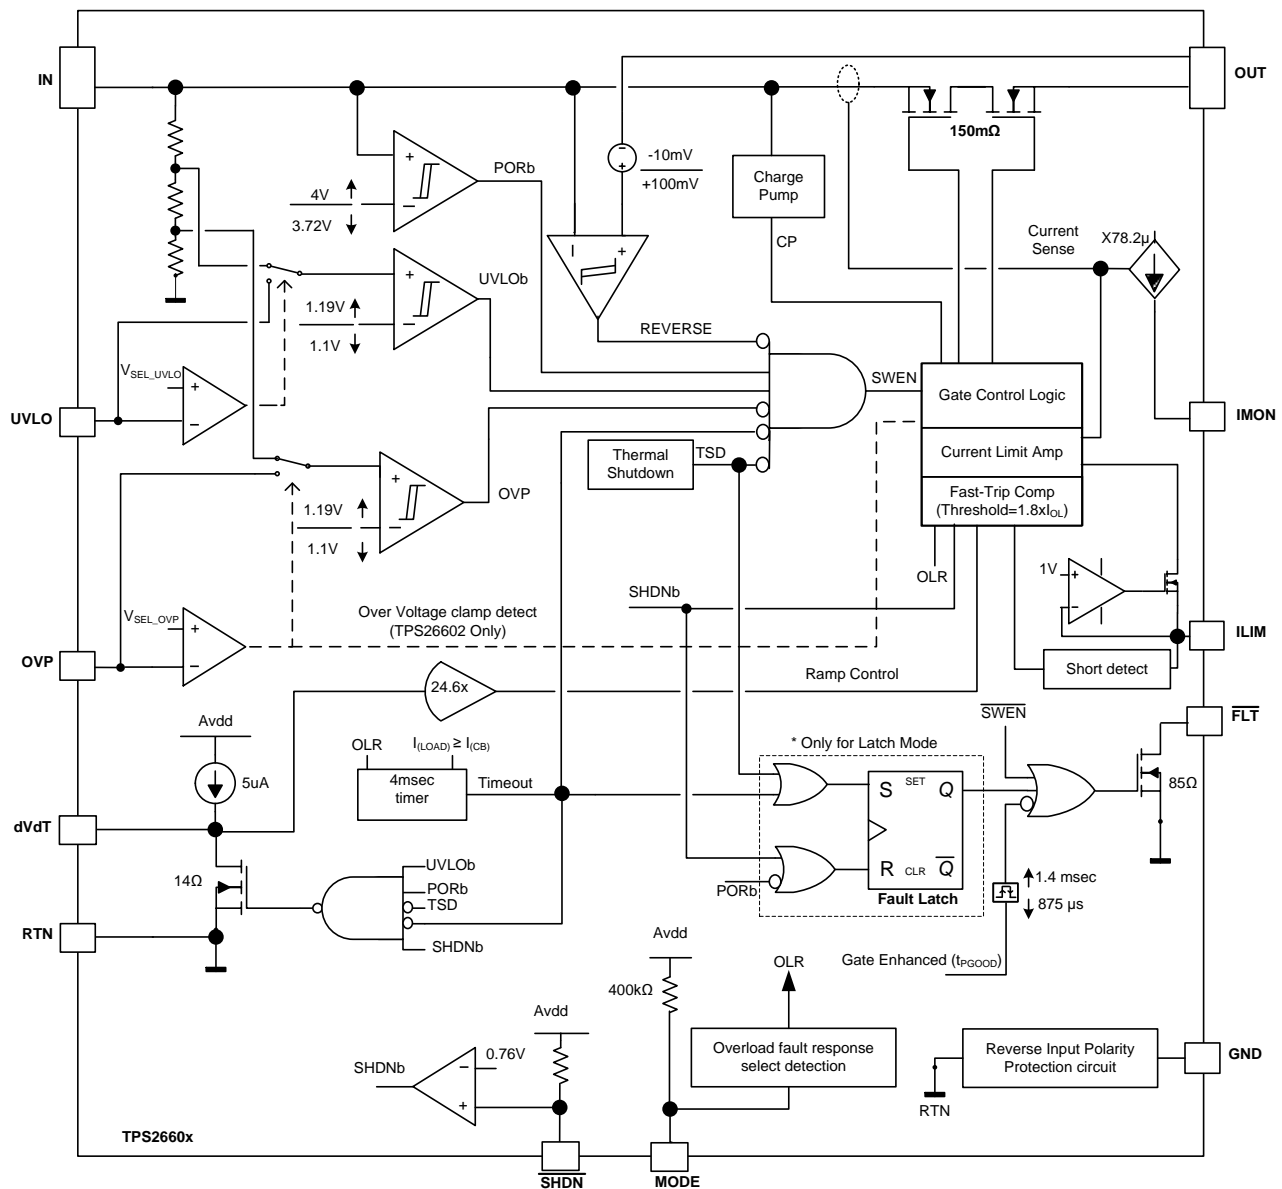 IN
OUT
150mΩ
PORb
-10mV
+100mV
4V
3.72V
Charge
Pump
CP
Current
Sense
X78.2µ
UVLOb
1.19V
1.1V
REVERSE
VSEL_UVLO
UVLO
SWEN
Gate Control Logic
IMON
Thermal
Shutdown
TSD
Current Limit Amp
Fast-Trip Comp
(Threshold=1.8xIOL)
OVP
1.19V
1.1V
OLR
1V
SHDNb
VSEL_OVP
Over Voltage clamp detect
(TPS26602 Only)
ILIM
OVP
Short detect
24.6x
Ramp Control
Avdd
SWEN
FLT
OLR
I(LOAD) ≥ I(CB)
* Only for Latch Mode
5uA
4msec
timer
Timeout
S SET Q
85Ω
dVdT
14Ω
UVLOb
PORb
TSD
SHDNb
PORb
R CLR Q
Fault Latch
1.4 msec
875 µs
RTN
Avdd
Gate Enhanced (tPGOOD)
400kΩ
OLR
Avdd
SHDNb
0.76V
Overload fault response
select detection
Reverse Input Polarity
Protection circuit
GND
RTN
TPS2660x
SHDN
MODE
+
−
+
−
−
+
−
+
+
−
+
−
+
−
+
−
+
−
−
+